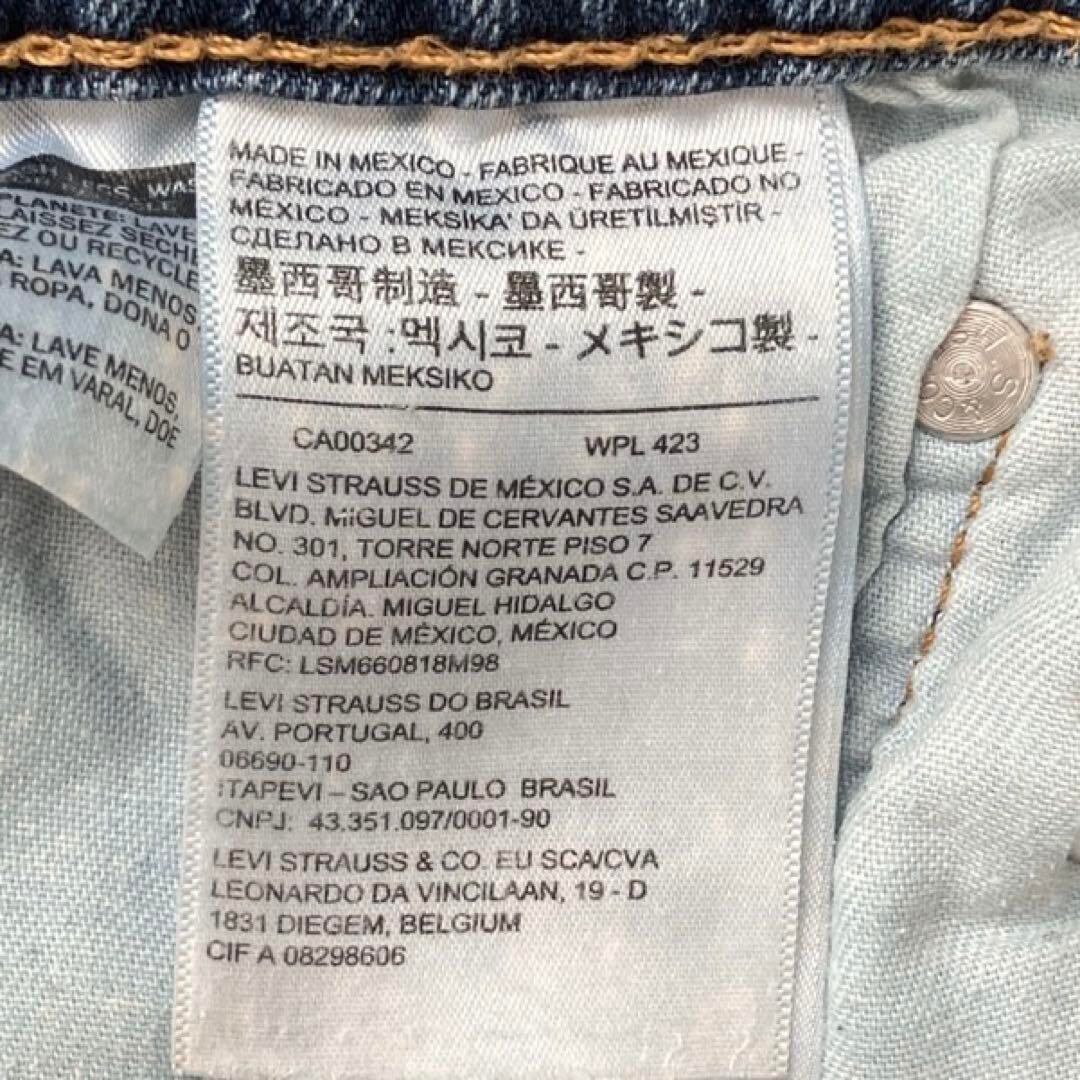 MADE IN MEXICO - FABRIQUE AU MEXIQUE -
FABRICADO EN MEXICO - FABRICADO NO
MÉXICO - MEKSİKA' DA ÜRETİLMİŞTİR -
СДЕЛАНО В МЕКСИКЕ -
墨西哥制造 - 墨西哥製 -
제조국 :멕시코 - メキシコ製 -
BUATAN MEKSIKO
CA00342 WPL 423
LEVI STRAUSS DE MÉXICO S.A. DE C.V.
BLVD. MIGUEL DE CERVANTES SAAVEDRA
NO. 301, TORRE NORTE PISO 7
COL. AMPLIACIÓN GRANADA C.P. 11529
ALCALDÍA. MIGUEL HIDALGO
CIUDAD DE MÉXICO, MÉXICO
RFC: LSM660818M98
LEVI STRAUSS DO BRASIL
AV. PORTUGAL, 400
06690-110
ITAPEVI – SAO PAULO BRASIL
CNPJ: 43.351.097/0001-90
LEVI STRAUSS & CO. EU SCA/CVA
LEONARDO DA VINCILAAN, 19 - D
1831 DIEGEM, BELGIUM
CIF A 08298606
PLANETE: LAVE
LAISSEZ SECHE
EZ OU RECYCLE
A: LAVA MENOS
ROPA, DONA O
A: LAVE MENOS,
E EM VARAL, DOE